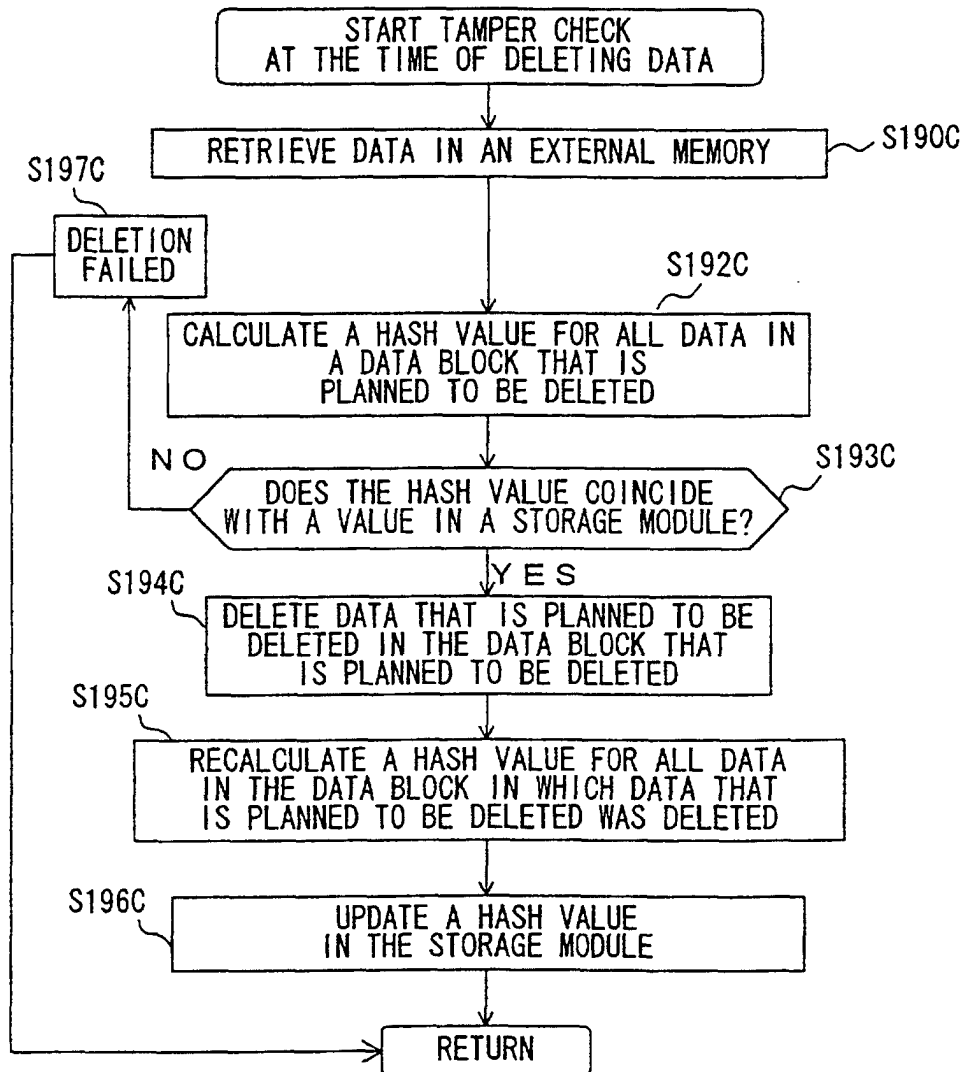 START TAMPER CHECK
AT THE TIME OF DELETING DATA
RETRIEVE DATA IN AN EXTERNAL MEMORY
S190C
S197C
DELETION
FAILED
S192C
CALCULATE A HASH VALUE FOR ALL DATA IN
A DATA BLOCK THAT IS
PLANNED TO BE DELETED
NO
S193C
DOES THE HASH VALUE COINCIDE
WITH A VALUE IN A STORAGE MODULE?
YES
S194C
DELETE DATA THAT IS PLANNED TO BE
DELETED IN THE DATA BLOCK THAT
IS PLANNED TO BE DELETED
S195C
RECALCULATE A HASH VALUE FOR ALL DATA
IN THE DATA BLOCK IN WHICH DATA THAT
IS PLANNED TO BE DELETED WAS DELETED
S196C
UPDATE A HASH VALUE
IN THE STORAGE MODULE
RETURN